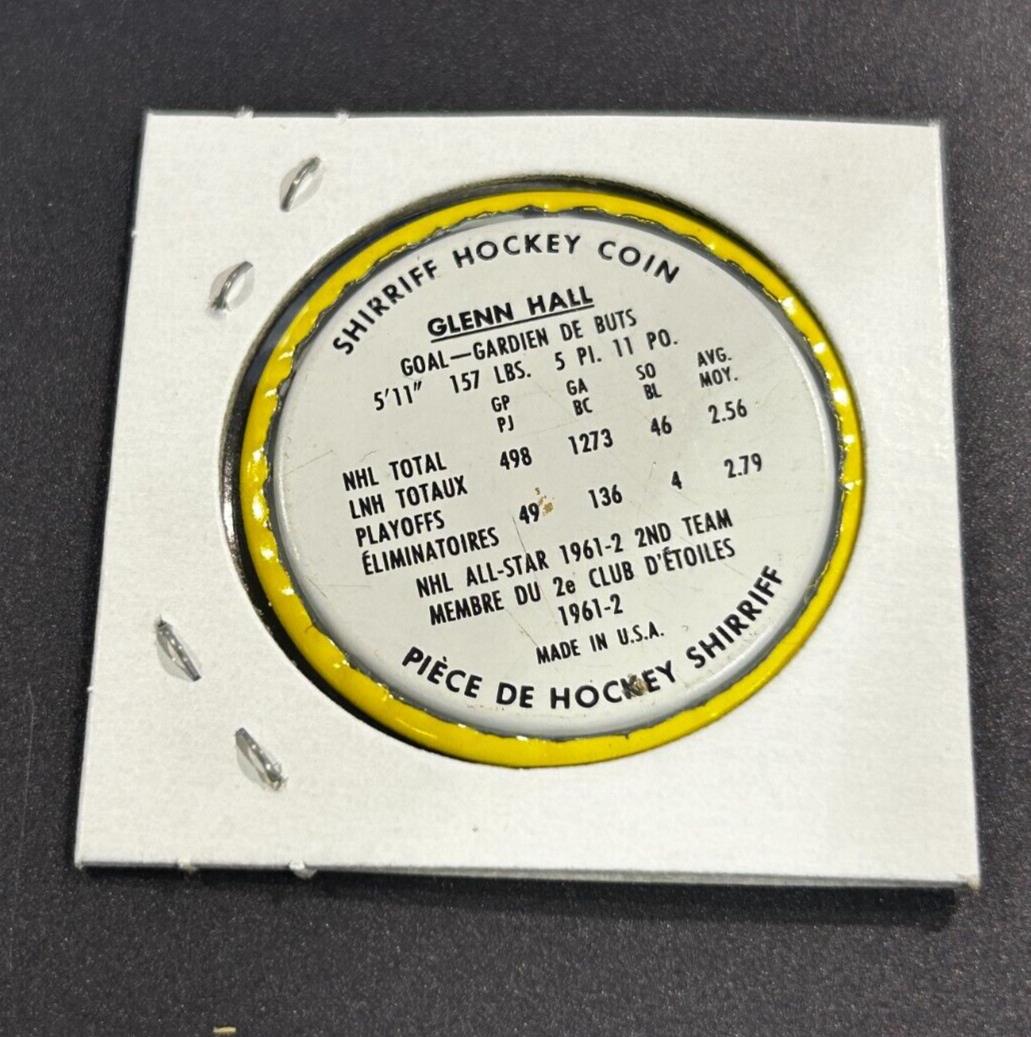 SHIRRIFF HOCKEY COIN
GLENN HALL
GOAL—GARDIEN DE BUTS
5'11" 157 LBS. 5 PI. 11 PO.
GP GA SO AVG.
PJ BC BL MOY.
NHL TOTAL 498 1273 46 2.56
LNH TOTAUX
PLAYOFFS 49 136 4 2.79
ÉLIMINATOIRES
NHL ALL-STAR 1961-2 2ND TEAM
MEMBRE DU 2e CLUB D'ÉTOILES
1961-2
MADE IN U.S.A.
PIÈCE DE HOCKEY SHIRRIFF